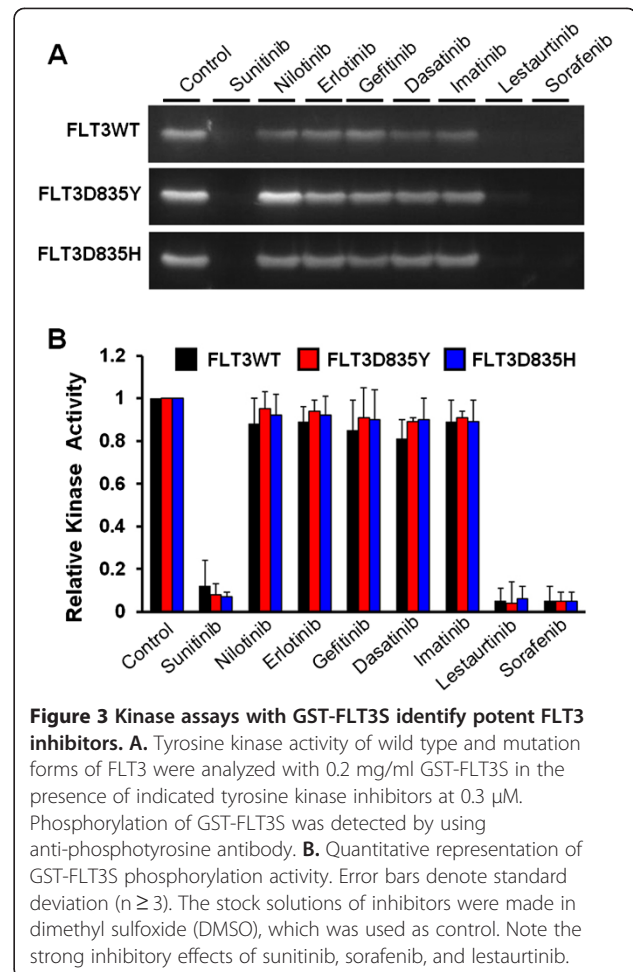 A
Control Sunitinib Nilotinib Erlotinib Gefitinib Dasatinib Imatinib Lestaurtinib Sorafenib
FLT3WT
FLT3D835Y
FLT3D835H
B
FLT3WT FLT3D835Y FLT3D835H
Relative Kinase Activity
1.2
1
0.8
0.6
0.4
0.2
0
Control Sunitinib Nilotinib Erlotinib Gefitinib Dasatinib Imatinib Lestaurtinib Sorafenib
Figure 3 Kinase assays with GST-FLT3S identify potent FLT3
inhibitors. A. Tyrosine kinase activity of wild type and mutation
forms of FLT3 were analyzed with 0.2 mg/ml GST-FLT3S in the
presence of indicated tyrosine kinase inhibitors at 0.3 μM.
Phosphorylation of GST-FLT3S was detected by using
anti-phosphotyrosine antibody. B. Quantitative representation of
GST-FLT3S phosphorylation activity. Error bars denote standard
deviation (n ≥ 3). The stock solutions of inhibitors were made in
dimethyl sulfoxide (DMSO), which was used as control. Note the
strong inhibitory effects of sunitinib, sorafenib, and lestaurtinib.